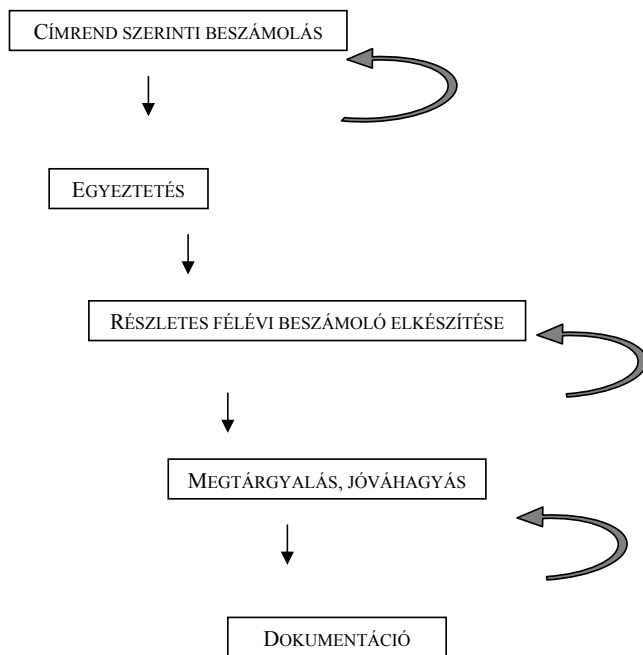 CÍMREND SZERINTI BESZÁMOLÁS
EGYEZTETÉS
RÉSZLETES FÉLÉVI BESZÁMOLÓ ELKÉSZÍTÉSE
MEGTÁRGYALÁS, JÓVÁHAGYÁS
DOKUMENTÁCIÓ